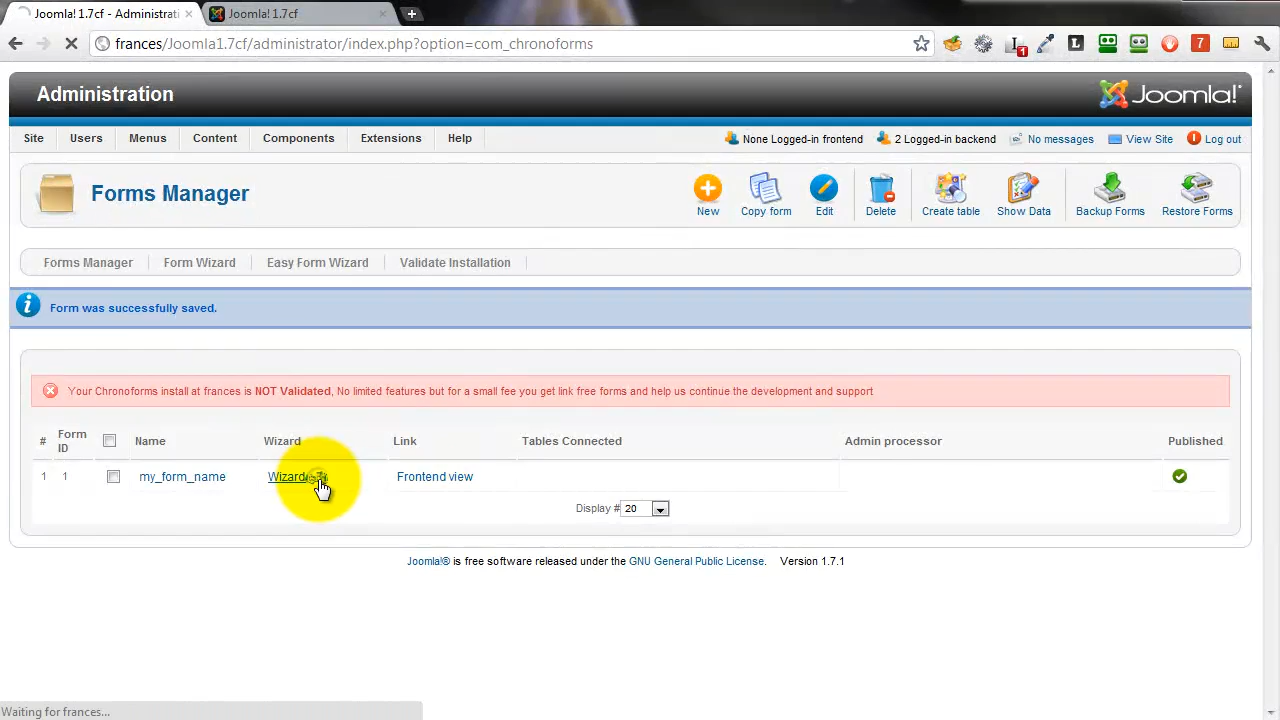 Joomla! 1.7cf - Administrati
Joomla! 1.7cf
frances/Joomla1.7cf/administrator/index.php?option=com_chronoforms
Administration
Joomla!
Site Users Menus Content Components Extensions Help
None Logged-in frontend 2 Logged-in backend No messages View Site Log out
Forms Manager
New Copy form Edit Delete Create table Show Data Backup Forms Restore Forms
Forms Manager Form Wizard Easy Form Wizard Validate Installation
Form was successfully saved.
Your Chronoforms install at frances is NOT Validated, No limited features but for a small fee you get link free forms and help us continue the development and support
# Form ID Name Wizard Link Tables Connected Admin processor Published
1 1 my_form_name Wizard Frontend view
Display # 20
Joomla!® is free software released under the GNU General Public License. Version 1.7.1
Waiting for frances...